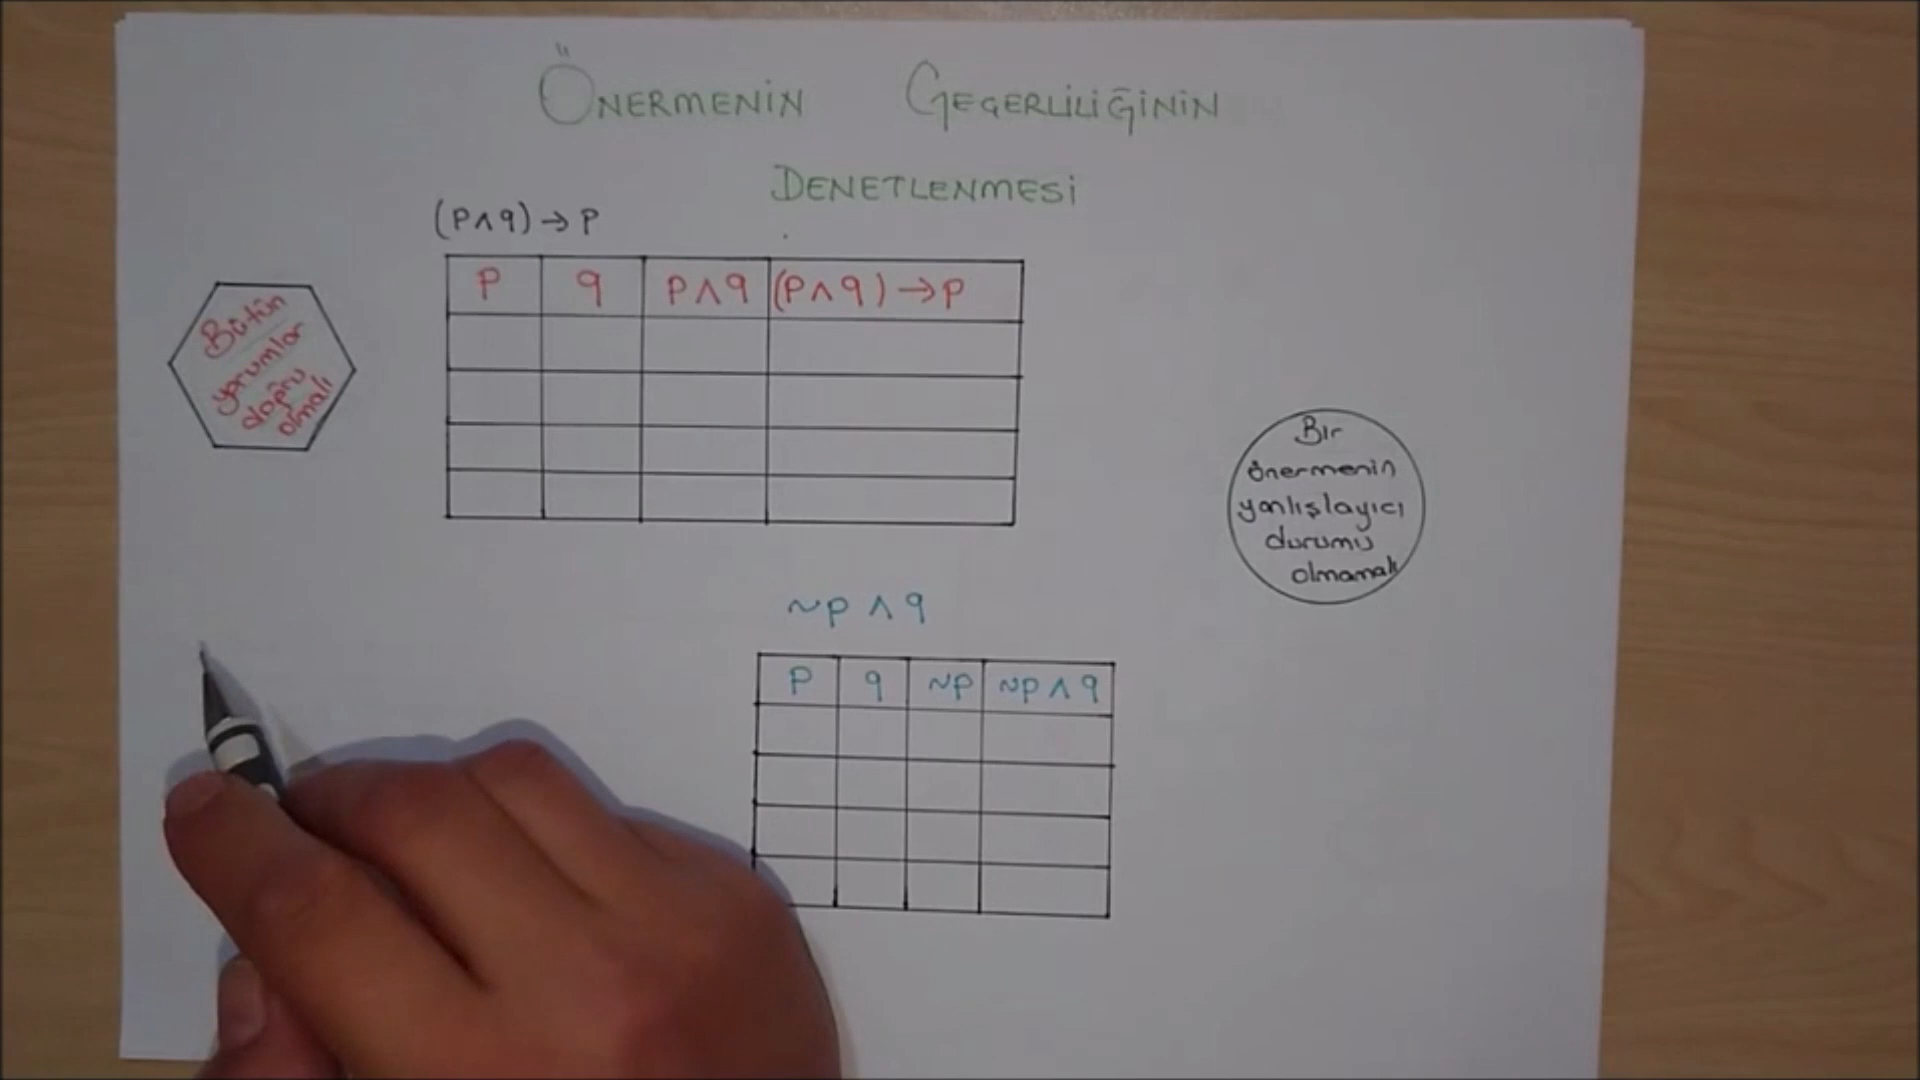 ÖNERMENİN GEÇERLİLİĞİNİN
DENETLENMESİ
(P∧q)→P
P q P∧q (P∧q)→P
Bütün
yorumlar
doğru
olmalı
Bir
önermenin
yanlışlayıcı
durumu
olmamalı
~p∧q
P q ~p ~p∧q